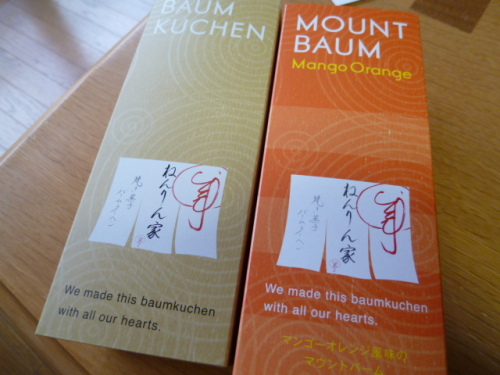 BAUM
KUCHEN
We made this baumkuchen
with all our hearts.
ねんりん家
MOUNT
BAUM
Mango Orange
ねんりん家
We made this baumkuchen
with all our hearts.
マンゴーオレンジ風味の
マウントバーム